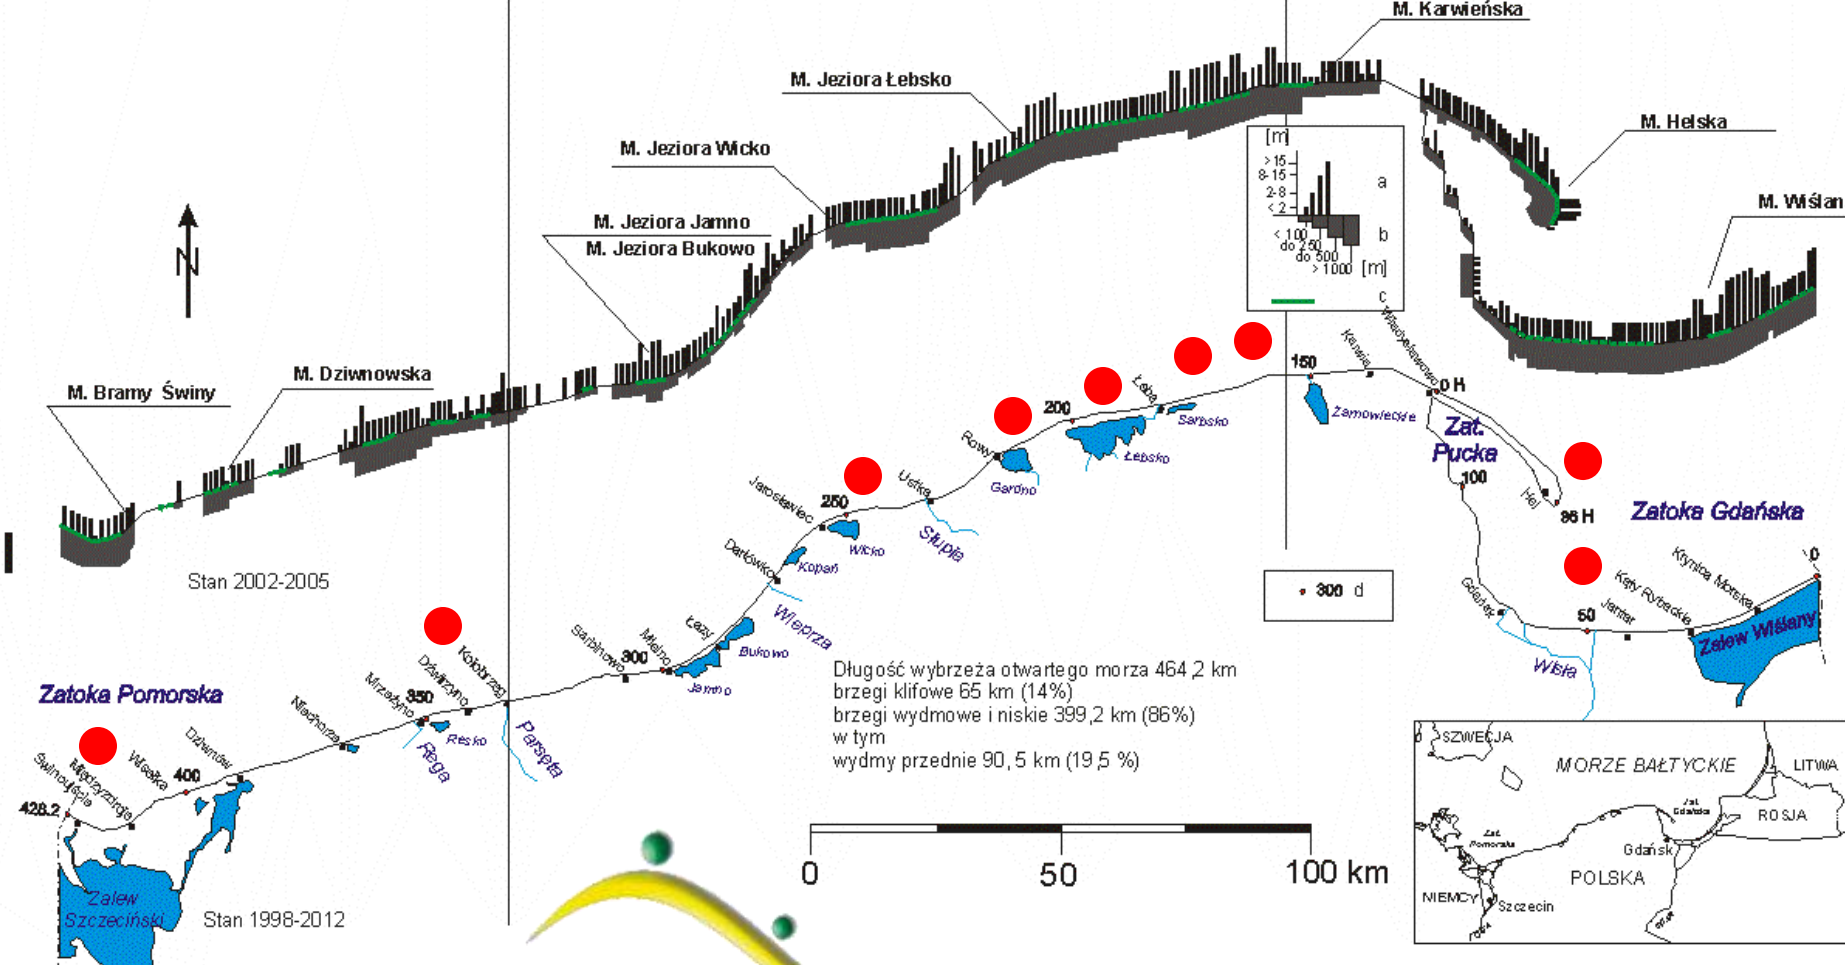 M. Karwieńska
M. Jeziora Łebsko
M. Helska
M. Jeziora Wicko
M. Wiślan
M. Jeziora Jamno
M. Jeziora Bukowo
M. Dziwnowska
M. Bramy Świny
[m]
> 15
8-15
2-8
< 2
a
b
< 100
do 250
do 500
> 1000 [m]
c
N
Stan 2002-2005
Władysławowo
Karwia
150
0 H
Żarnowieckie
Zat.
Pucka
100
Hel
36 H
Zatoka Gdańska
Łeba
200
Sarbsko
Łebsko
Rowy
Gardno
Ustka
Słupia
250
Jarosławiec
Wicko
Kopań
Darłówko
Wieprza
300 d
Gdańsk
50
Jantar
Kąty Rybackie
Krynica Morska
0
Zalew Wiślany
Wisła
Łazy
Bukowo
Mielno
300
Sarbinowo
Jamno
Kołobrzeg
Dźwirzyno
350
Mrzeżyno
Resko
Rega
Parsęta
Niechorze
Zatoka Pomorska
Dziwnów
400
Wisełka
Międzyzdroje
Świnoujście
428.2
Zalew
Szczeciński
Stan 1998-2012
Długość wybrzeża otwartego morza 464,2 km
brzegi klifowe 65 km (14%)
brzegi wydmowe i niskie 399,2 km (86%)
w tym
wydmy przednie 90,5 km (19,5 %)
0 50 100 km
SZWECJA
MORZE BAŁTYCKIE
LITWA
ROSJA
Zat.
Gdańska
Zat.
Pomorska
Gdańsk
POLSKA
NIEMCY
Szczecin